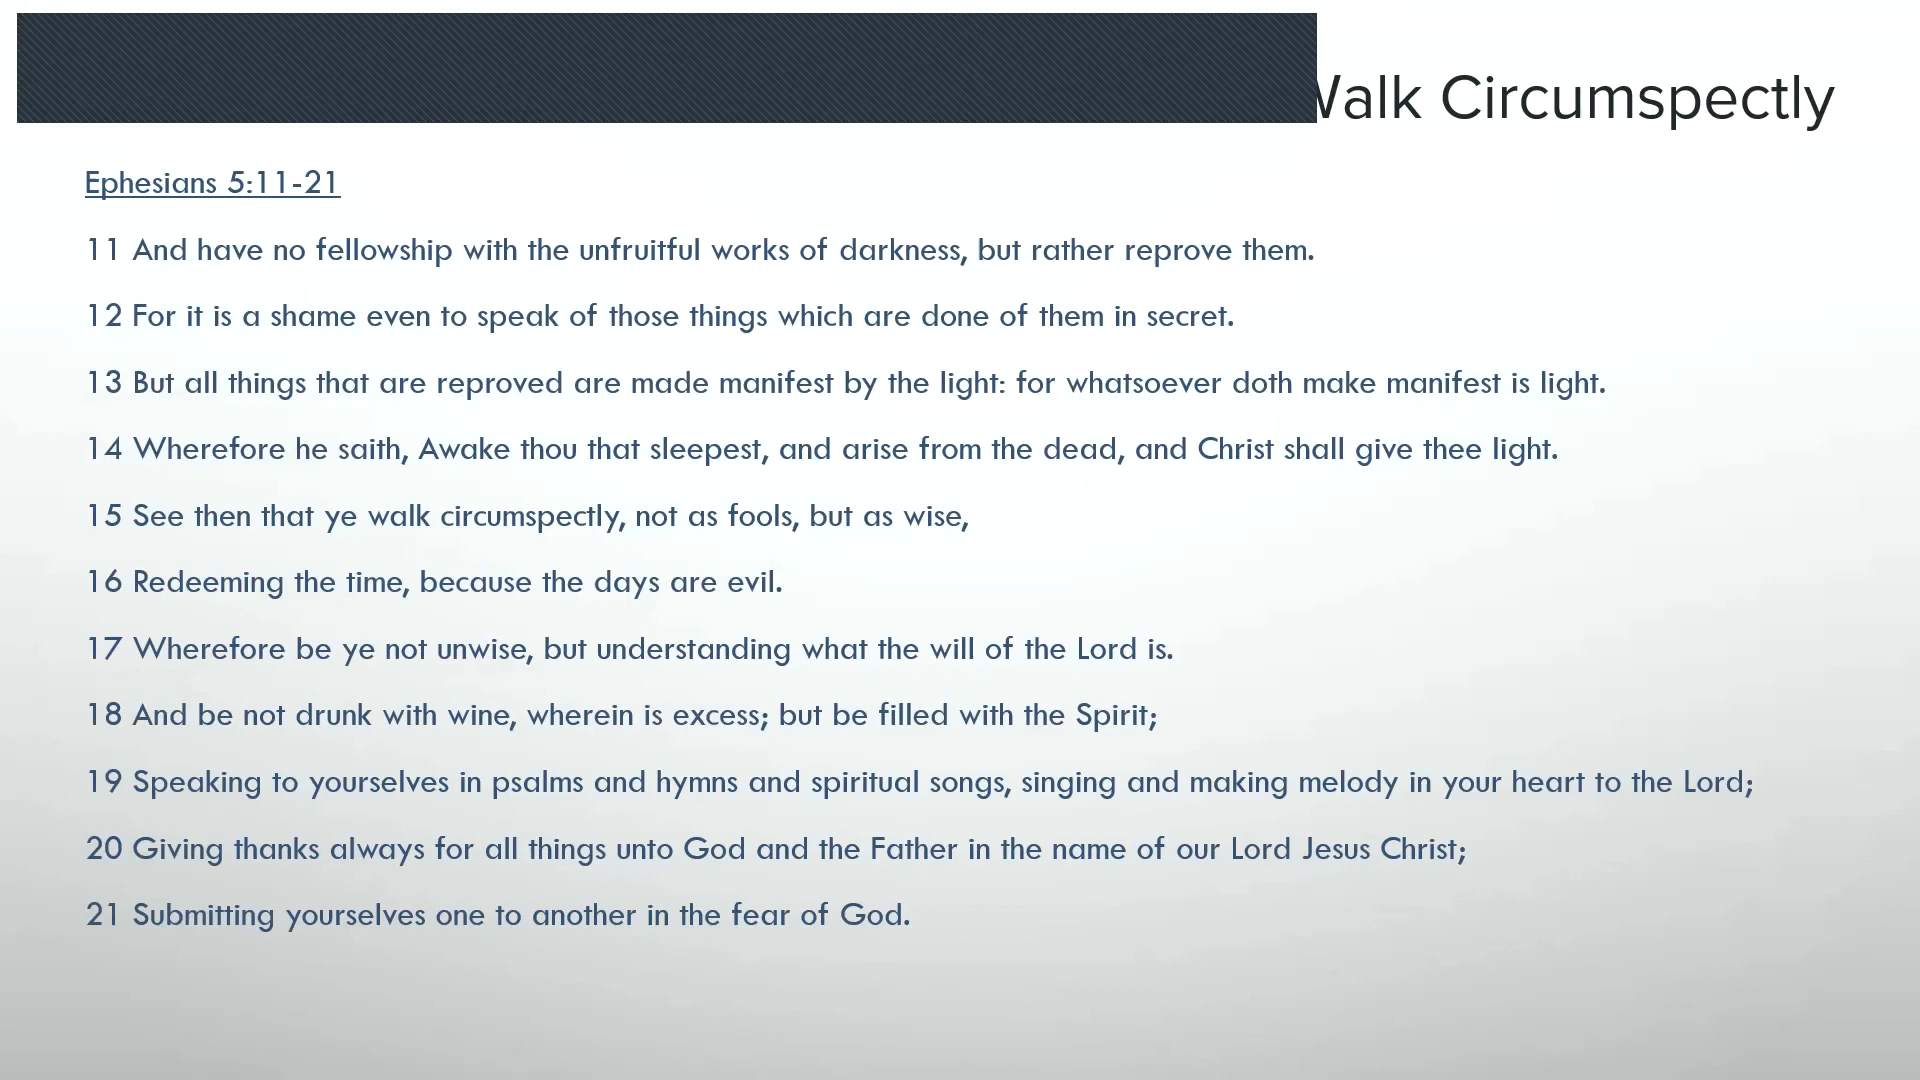 Walk Circumspectly
Ephesians 5:11-21
11 And have no fellowship with the unfruitful works of darkness, but rather reprove them.
12 For it is a shame even to speak of those things which are done of them in secret.
13 But all things that are reproved are made manifest by the light: for whatsoever doth make manifest is light.
14 Wherefore he saith, Awake thou that sleepest, and arise from the dead, and Christ shall give thee light.
15 See then that ye walk circumspectly, not as fools, but as wise,
16 Redeeming the time, because the days are evil.
17 Wherefore be ye not unwise, but understanding what the will of the Lord is.
18 And be not drunk with wine, wherein is excess; but be filled with the Spirit;
19 Speaking to yourselves in psalms and hymns and spiritual songs, singing and making melody in your heart to the Lord;
20 Giving thanks always for all things unto God and the Father in the name of our Lord Jesus Christ;
21 Submitting yourselves one to another in the fear of God.